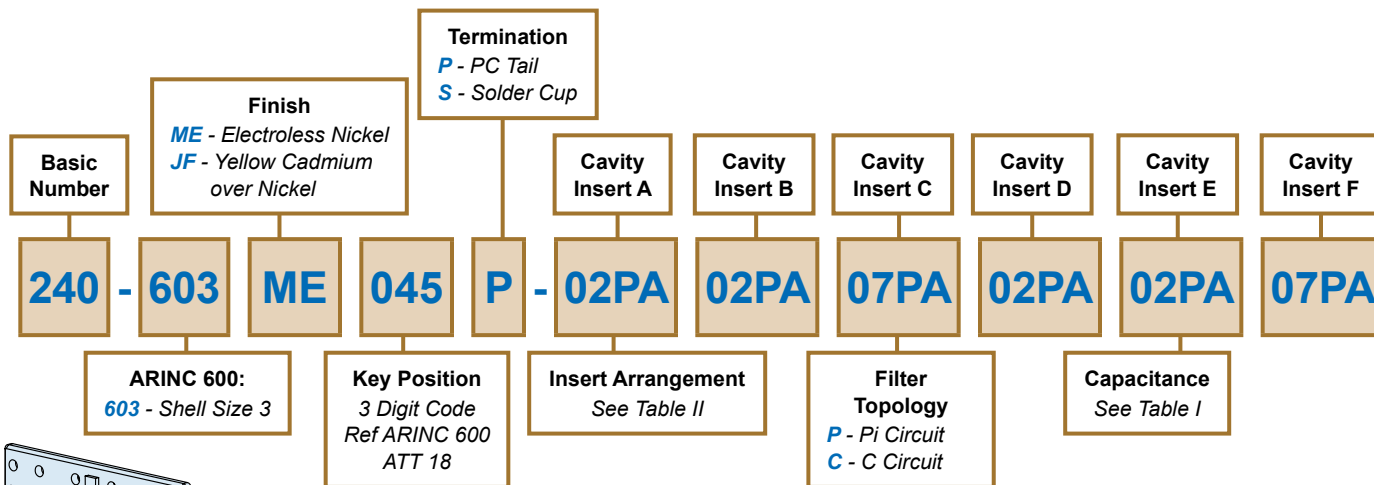 Termination
P - PC Tail
S - Solder Cup
Finish
ME - Electroless Nickel
JF - Yellow Cadmium
over Nickel
Basic
Number
Cavity
Insert A
Cavity
Insert B
Cavity
Insert C
Cavity
Insert D
Cavity
Insert E
Cavity
Insert F
240 - 603 ME 045 P - 02PA 02PA 07PA 02PA 02PA 07PA
ARINC 600:
603 - Shell Size 3
Key Position
3 Digit Code
Ref ARINC 600
ATT 18
Insert Arrangement
See Table II
Filter
Topology
P - Pi Circuit
C - C Circuit
Capacitance
See Table I